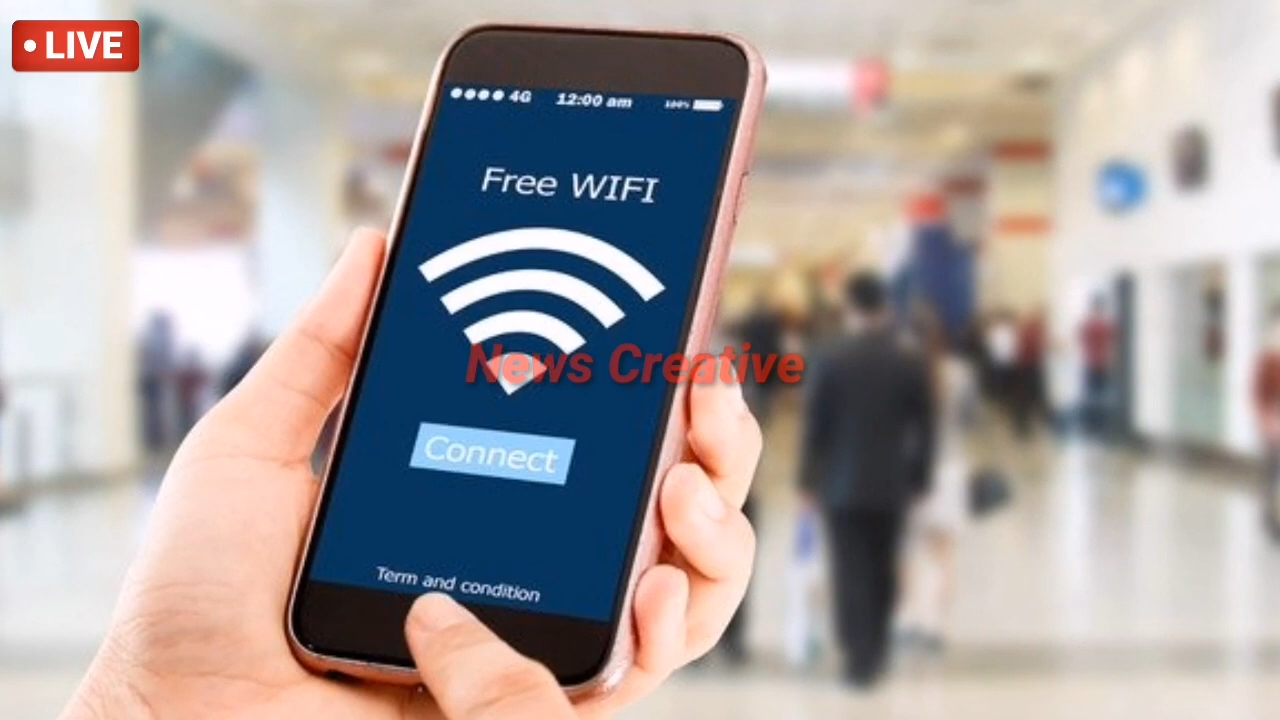 LIVE
4G 12:00 am 100%
Free WIFI
News Creative
Connect
Term and condition